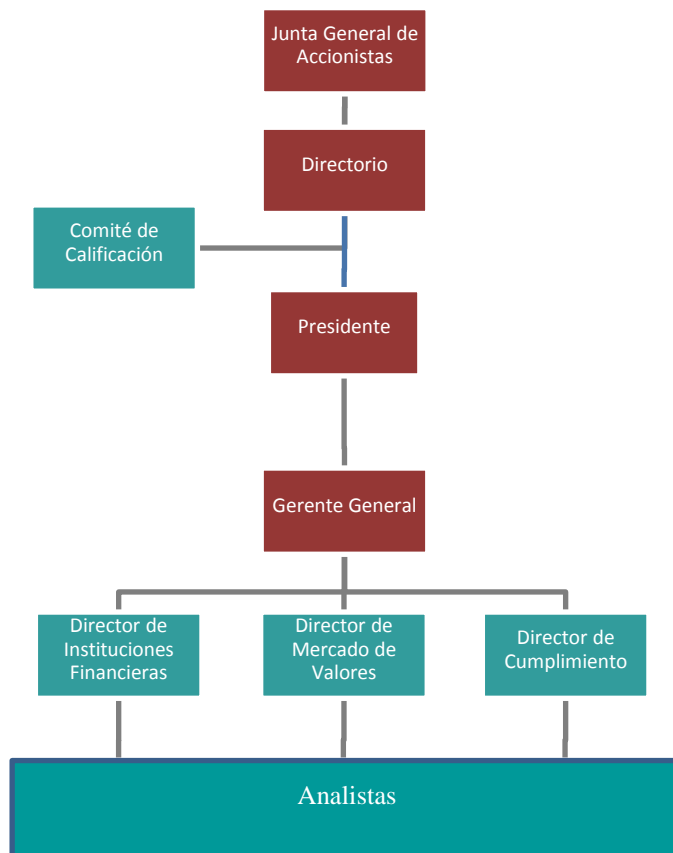 Junta General de
Accionistas
Directorio
Comité de
Calificación
Presidente
Gerente General
Director de
Instituciones
Financieras
Director de
Mercado de
Valores
Director de
Cumplimiento
Analistas